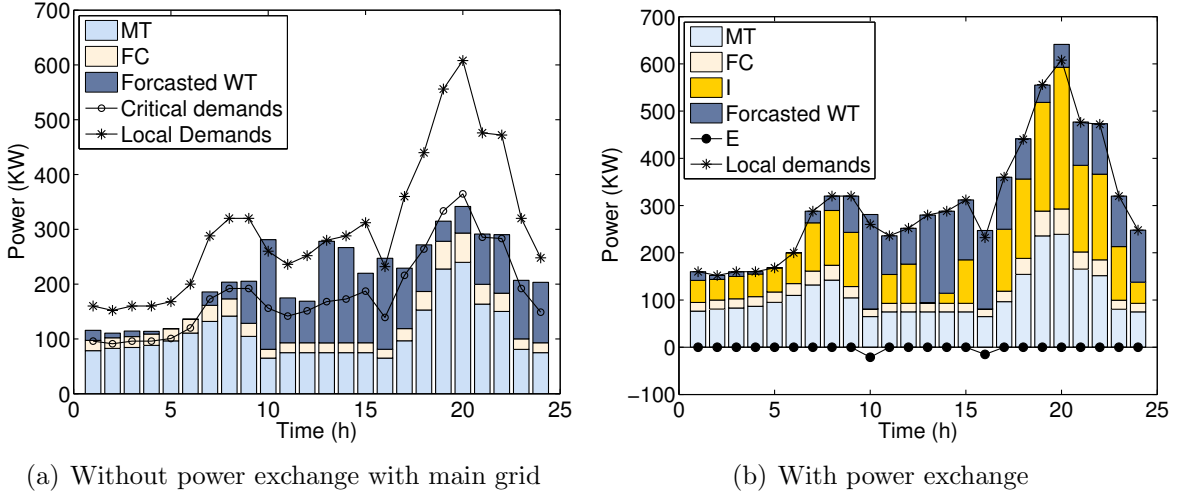 700
600
500
400
300
200
100
0
Power (KW)
MT
FC
Forcasted WT
Critical demands
Local Demands
0 5 10 15 20 25
Time (h)
(a) Without power exchange with main grid
700
600
500
400
300
200
100
0
−100
Power (KW)
MT
FC
I
Forcasted WT
E
Local demands
0 5 10 15 20 25
Time (h)
(b) With power exchange